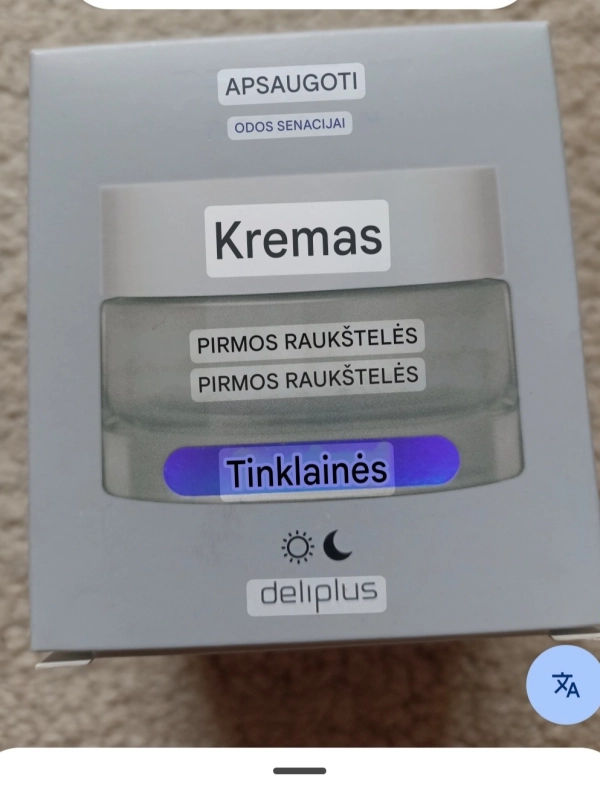 APSAUGOTI
ODOS SENACIJAI
Kremas
PIRMOS RAUKŠTELĖS
PIRMOS RAUKŠTELĖS
Tinklainės
deliplus